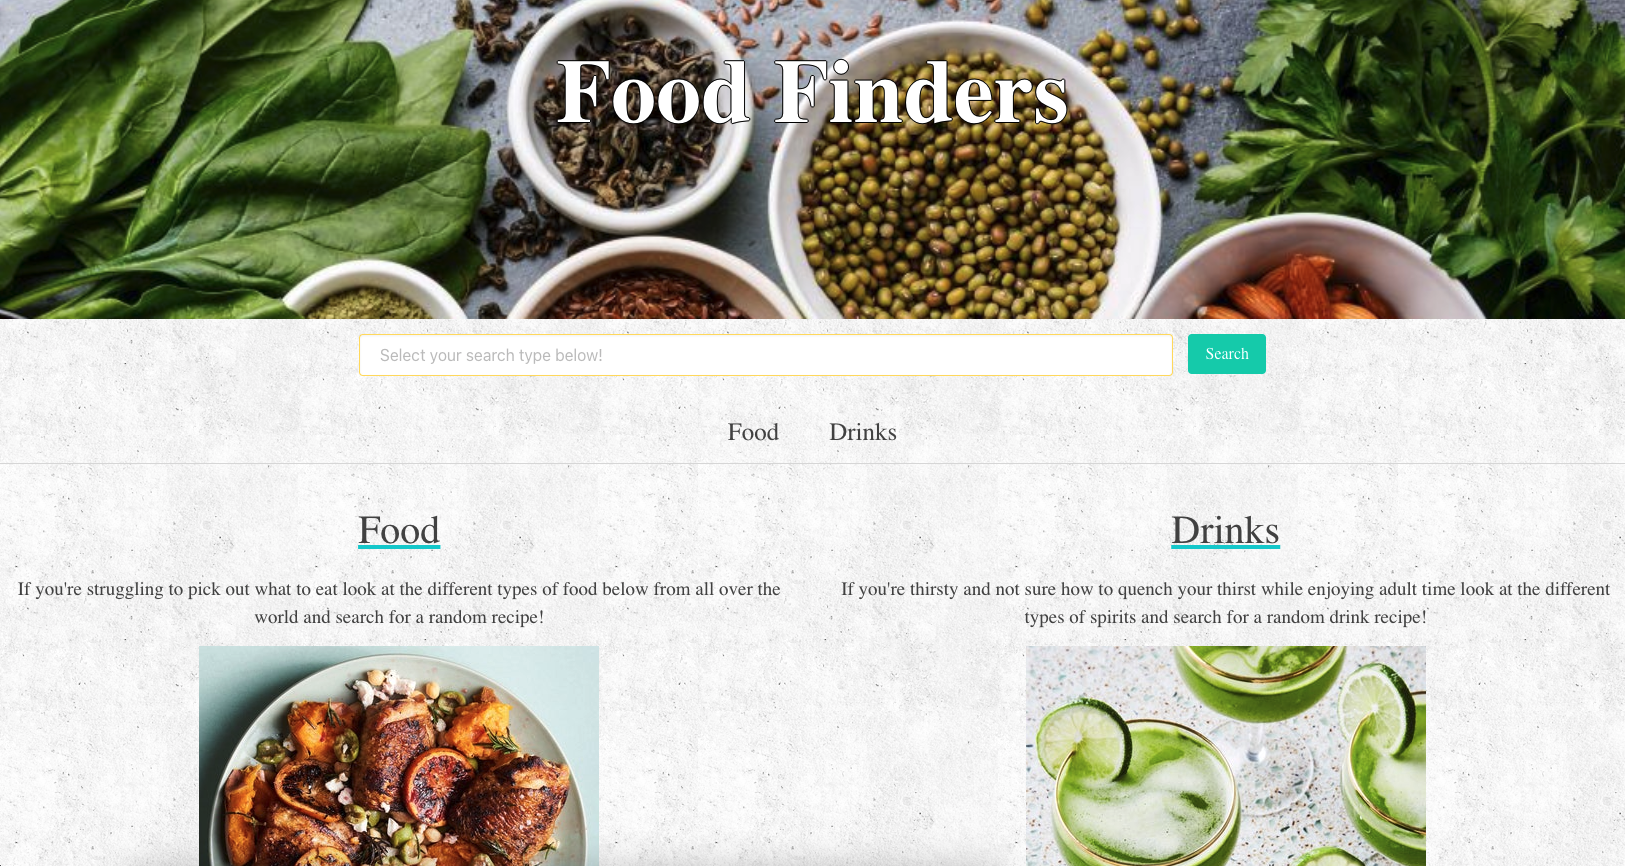 Food Finders
Select your search type below!
Search
Food
Drinks
Food
If you're struggling to pick out what to eat look at the different types of food below from all over the
world and search for a random recipe!
Drinks
If you're thirsty and not sure how to quench your thirst while enjoying adult time look at the different
types of spirits and search for a random drink recipe!